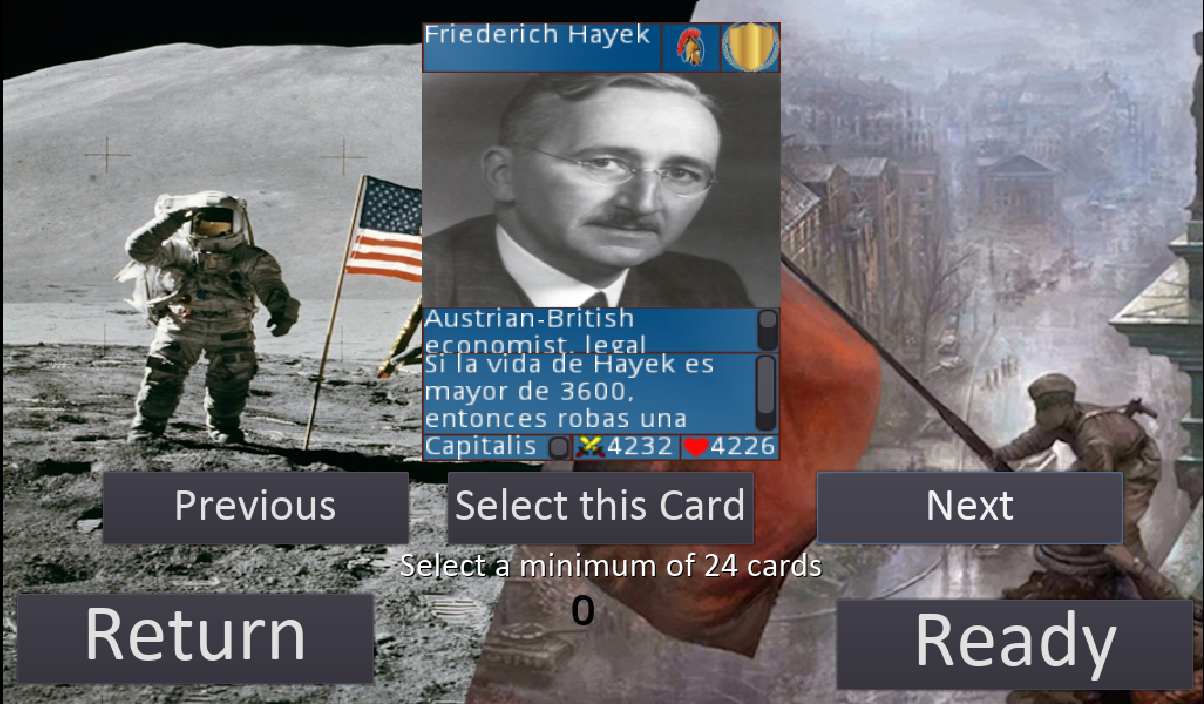 Friederich Hayek
Austrian-British
economist, legal
Si la vida de Hayek es
mayor de 3600,
entonces robas una
Capitalis
4232
4226
Previous
Select this Card
Next
Select a minimum of 24 cards
0
Return
Ready